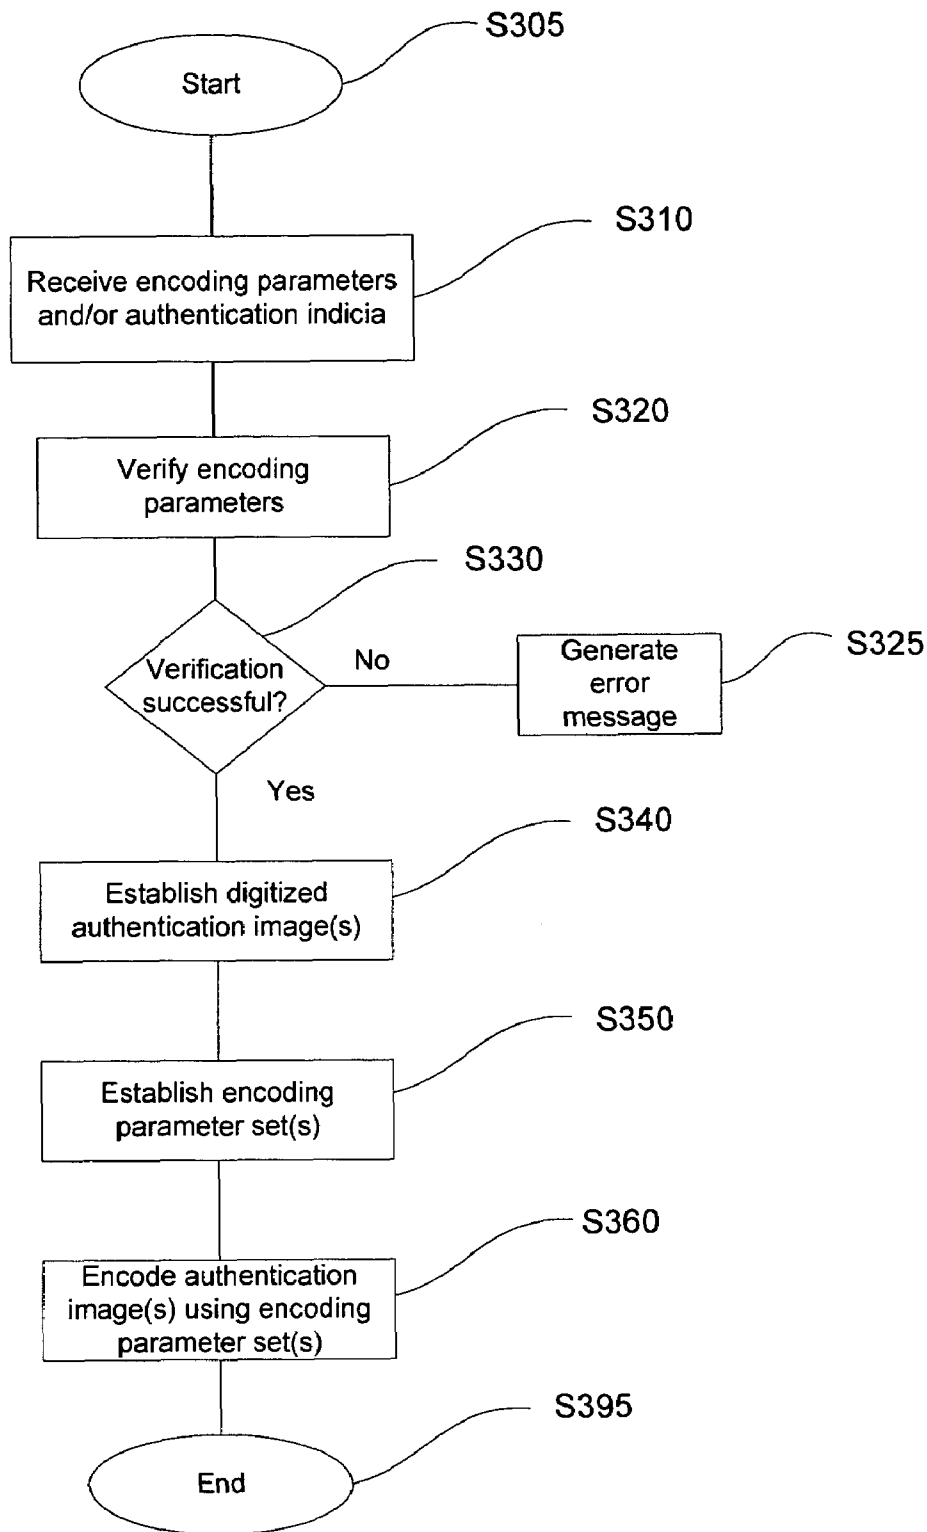 S305
Start
S310
Receive encoding parameters
and/or authentication indicia
S320
Verify encoding
parameters
S330
Verification
successful?
No
Generate
error
message
S325
Yes
S340
Establish digitized
authentication image(s)
S350
Establish encoding
parameter set(s)
S360
Encode authentication
image(s) using encoding
parameter set(s)
S395
End